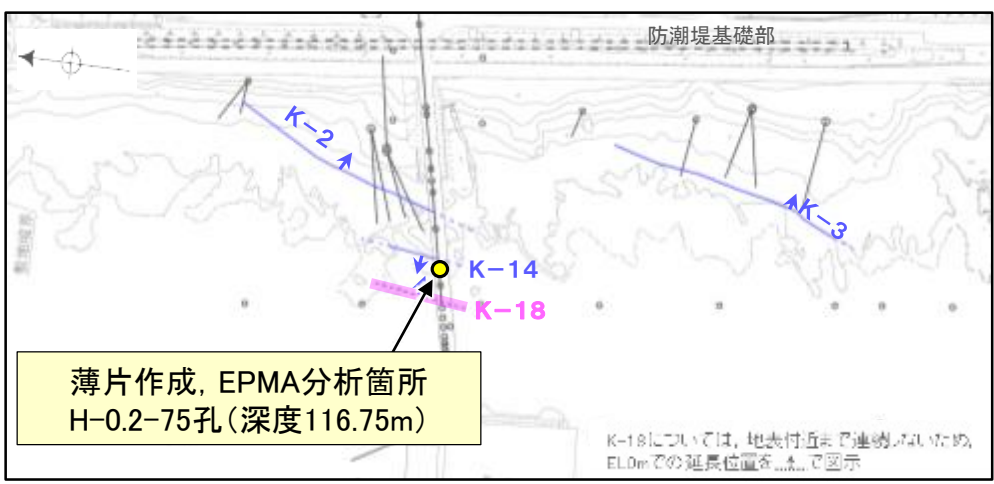 防潮堤基礎部
K-2
K-3
K-14
K-18
薄片作成, EPMA分析箇所
H-0.2-75孔(深度116.75m)
K-18については, 地表付近まで連続しないため,
EL0mでの延長位置を で図示